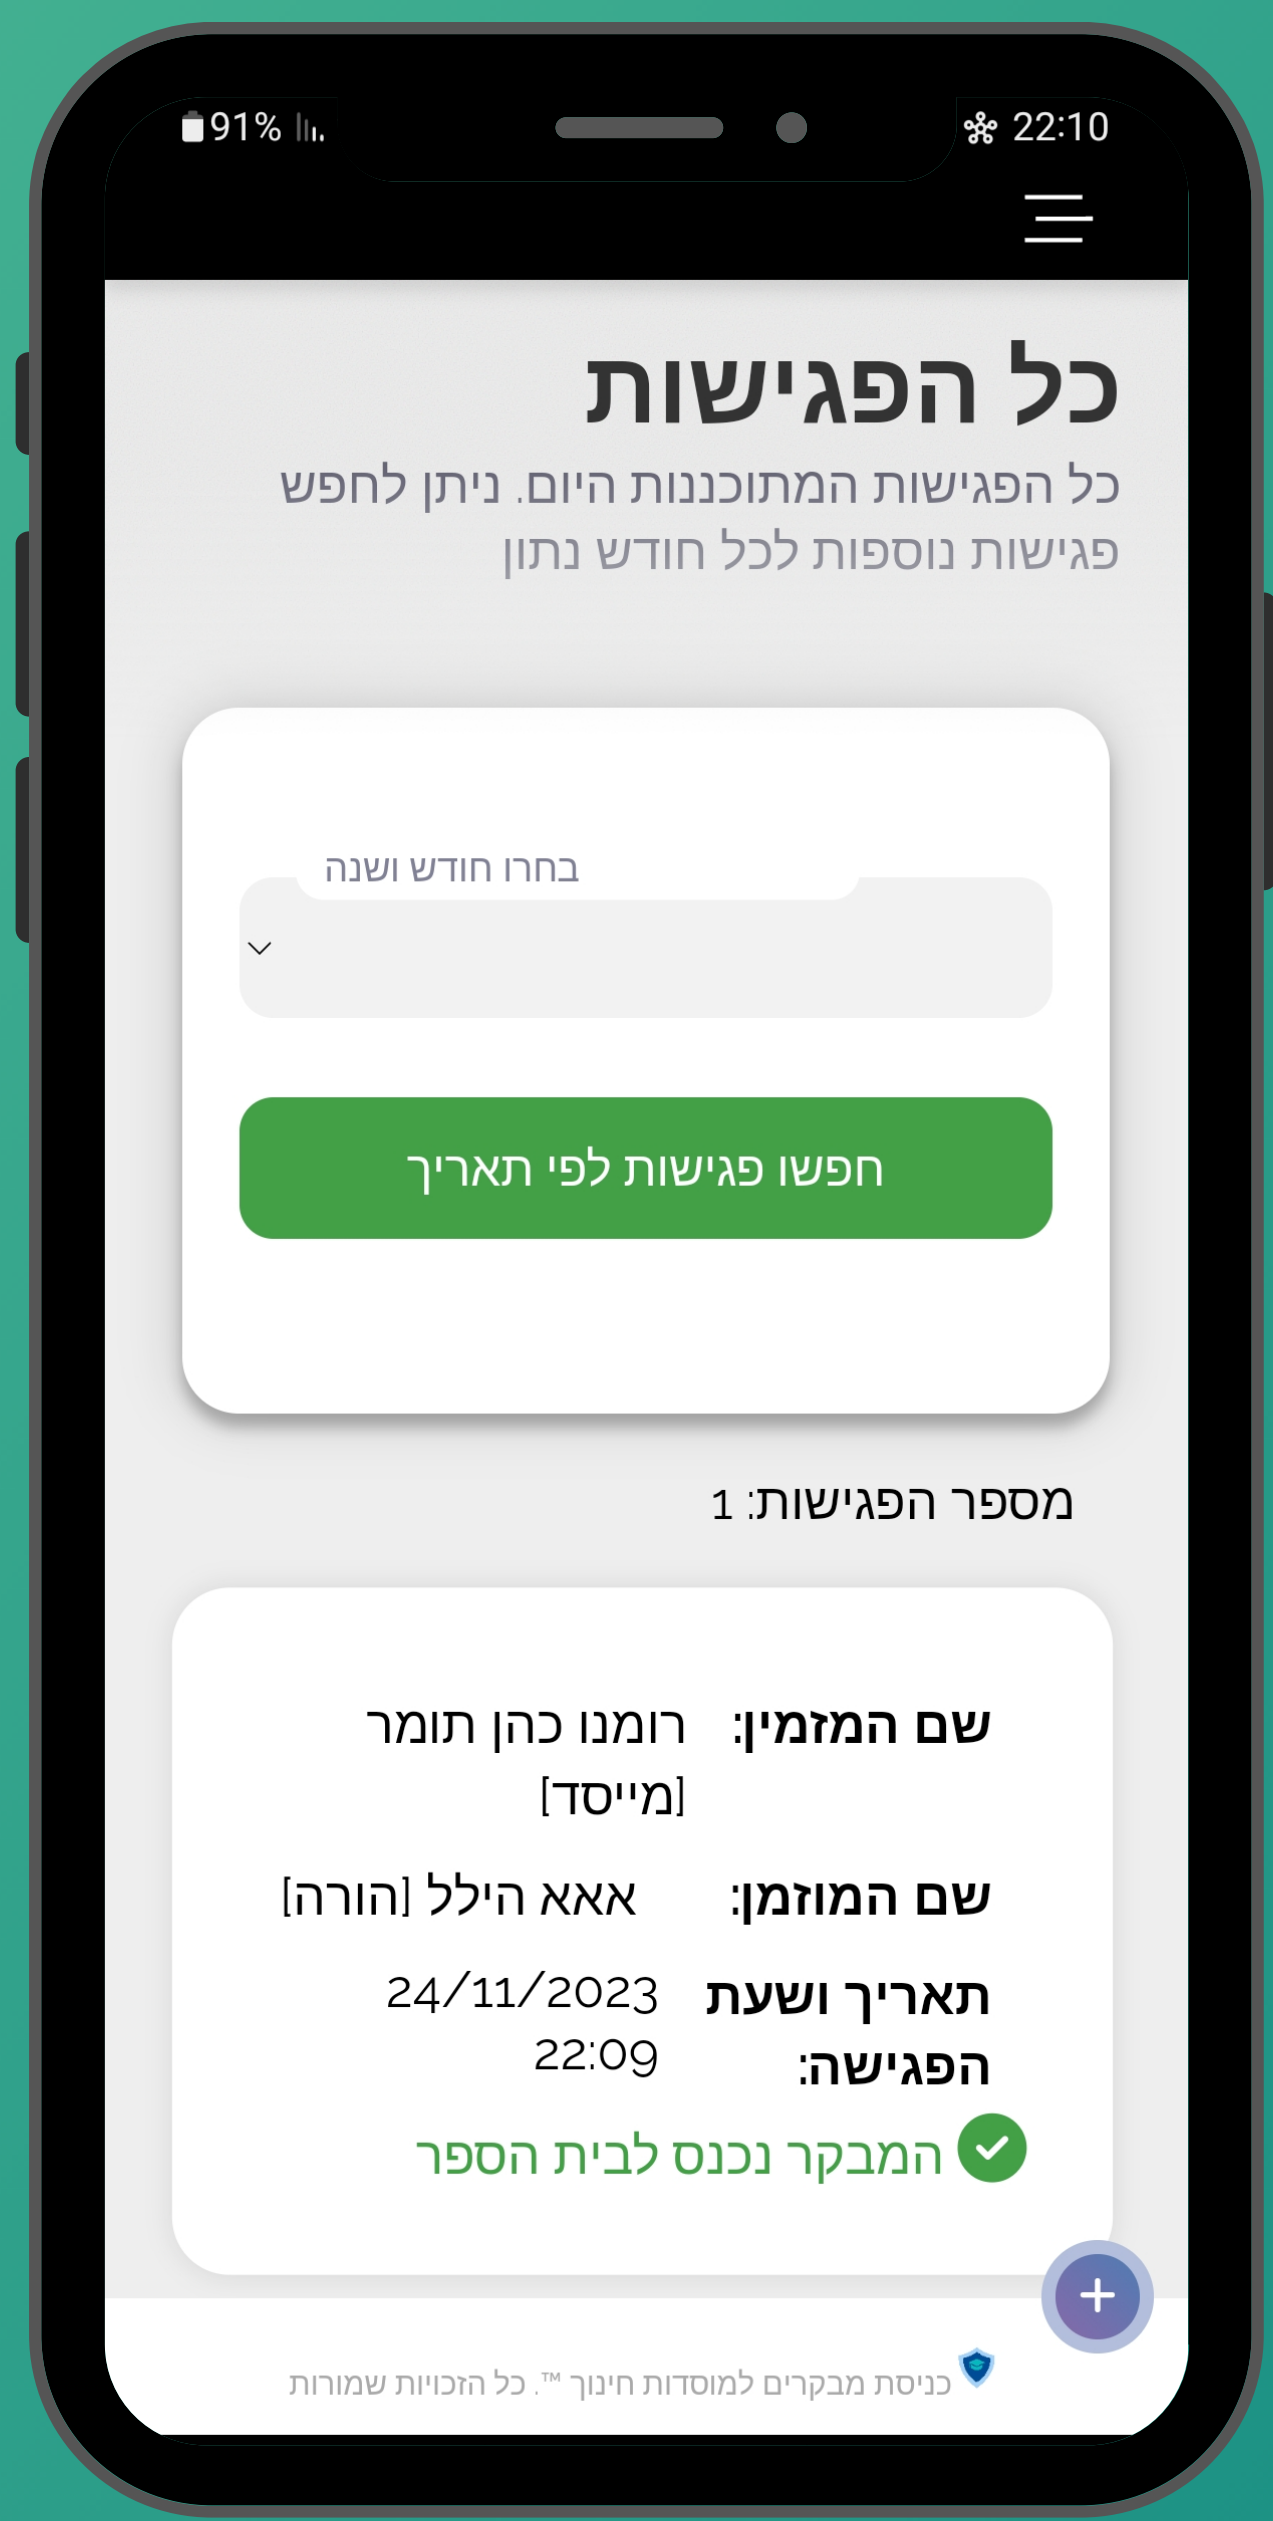 91% 22:10
כל הפגישות
כל הפגישות המתוכננות היום. ניתן לחפש
פגישות נוספות לכל חודש נתון
בחרו חודש ושנה
חפשו פגישות לפי תאריך
מספר הפגישות: 1
שם המזמין: רומנו כהן תומר
[מייסד]
שם המוזמן: אאא הילל [הורה]
תאריך ושעת 24/11/2023
הפגישה: 22:09
המבקר נכנס לבית הספר
כניסת מבקרים למוסדות חינוך ™. כל הזכויות שמורות